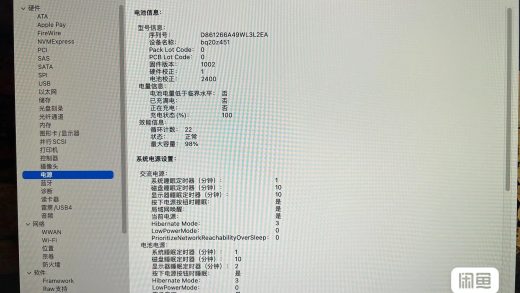 硬件
ATA
Apple Pay
FireWire
NVMExpress
PCI
SAS
SATA
SPI
USB
以太网
储存
光盘刻录
光纤通道
内存
图形卡/显示器
并行SCSI
打印机
控制器
摄像头
电源
蓝牙
诊断
读卡器
雷雳/USB4
音频
网络
WWAN
Wi-Fi
位置
宗卷
防火墙
软件
Framework
Raw支持
电池信息：
型号信息：
序列号： D861266A49WL3L2EA
设备名称： bq20z451
Pack Lot Code： 0
PCB Lot Code： 0
固件版本： 1002
硬件校正： 1
电池校正： 2400
电量信息：
电池电量低于临界水平： 否
已充满电： 否
正在充电： 否
充电状态(%)： 100
效能信息：
循环计数： 22
状态： 正常
最大容量： 98%
系统电源设置：
交流电源：
系统睡眠定时器（分钟）： 1
磁盘睡眠定时器（分钟）： 10
显示器睡眠定时器（分钟）： 10
按下电源按钮时睡眠： 是
局域网唤醒： 是
当前电源： 是
Hibernate Mode： 3
LowPowerMode： 0
PrioritizeNetworkReachabilityOverSleep： 0
电池电源：
系统睡眠定时器（分钟）： 1
磁盘睡眠定时器（分钟）： 10
显示器睡眠定时器（分钟）： 2
按下电源按钮时睡眠： 是
Hibernate Mode： 3
LowPowerMode： 0
闲鱼